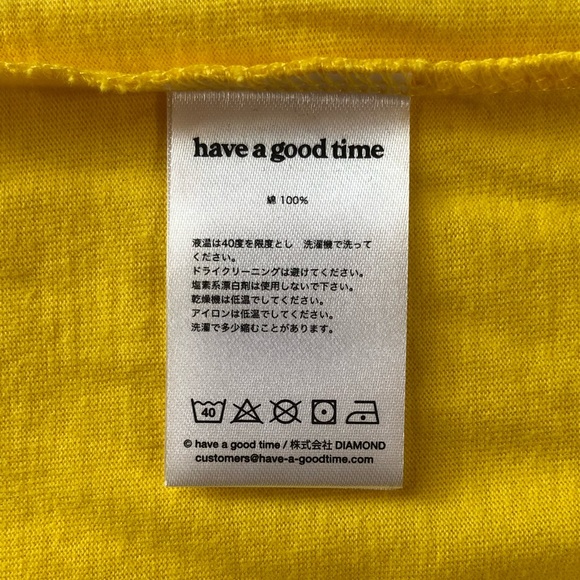 have a good time
綿 100%
液温は40度を限度とし 洗濯機で洗って
ください。
ドライクリーニングは避けてください。
塩素系漂白剤は使用しないで下さい。
乾燥機は低温でしてください。
アイロンは低温でしてください。
洗濯で多少縮むことがあります。
40
© have a good time / 株式会社 DIAMOND
customers@have-a-goodtime.com